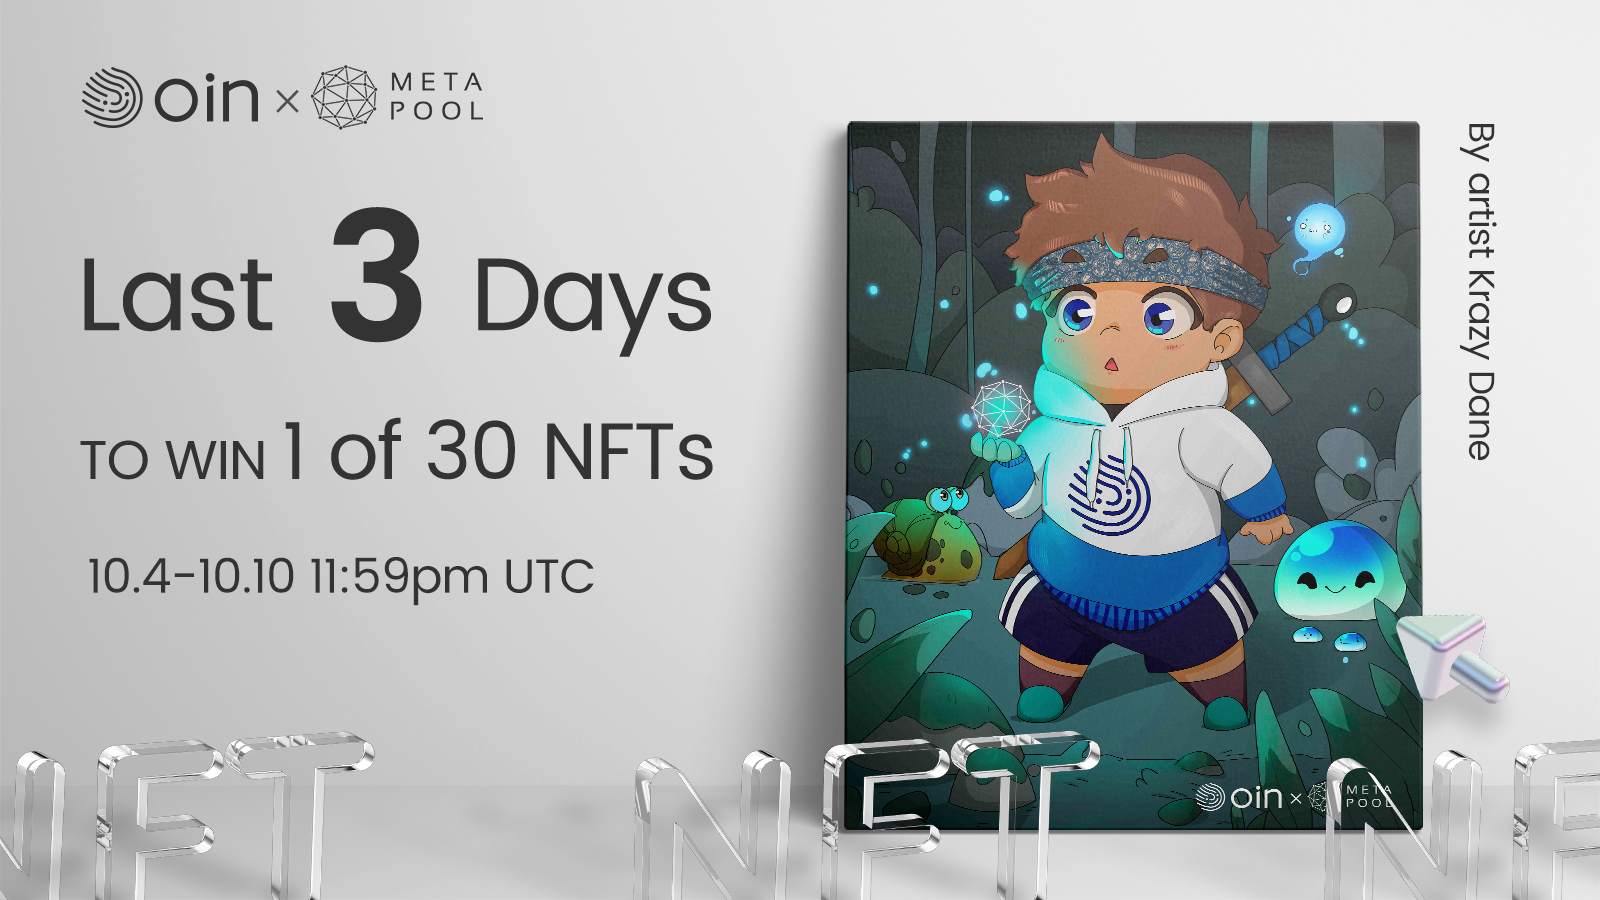 oin × META POOL
Last 3 Days
TO WIN 1 of 30 NFTs
10.4-10.10 11:59pm UTC
By artist Krazy Dane
oin × META POOL
NFT NFT NF